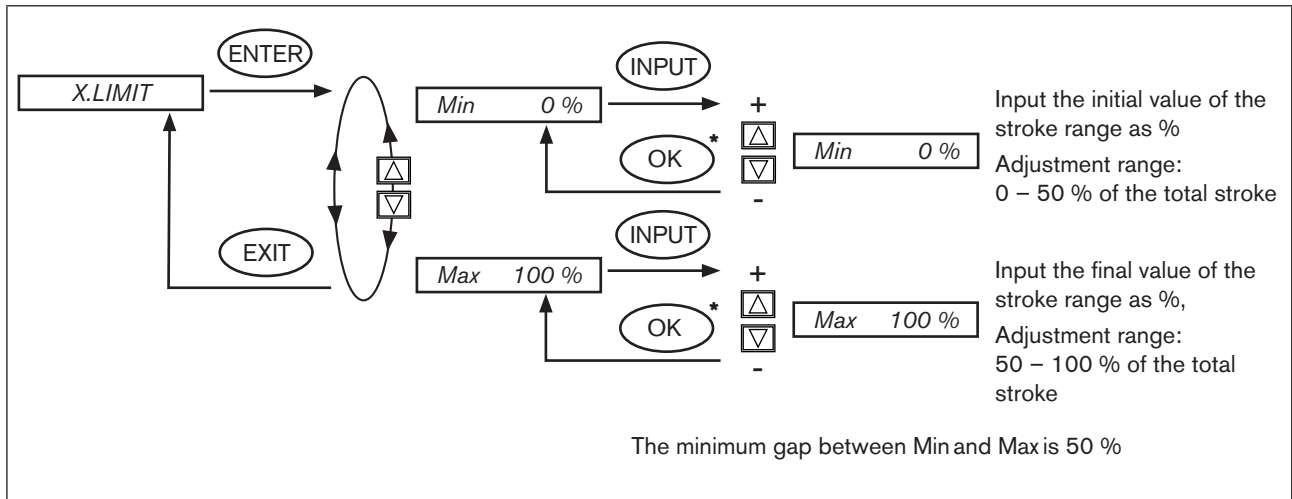 ENTER
X.LIMIT
EXIT
Min 0 %
INPUT
OK *
+
-
Min 0 %
Input the initial value of the
stroke range as %
Adjustment range:
0 – 50 % of the total stroke
Max 100 %
INPUT
OK *
+
-
Max 100 %
Input the final value of the
stroke range as %,
Adjustment range:
50 – 100 % of the total
stroke
The minimum gap between Min and Max is 50 %